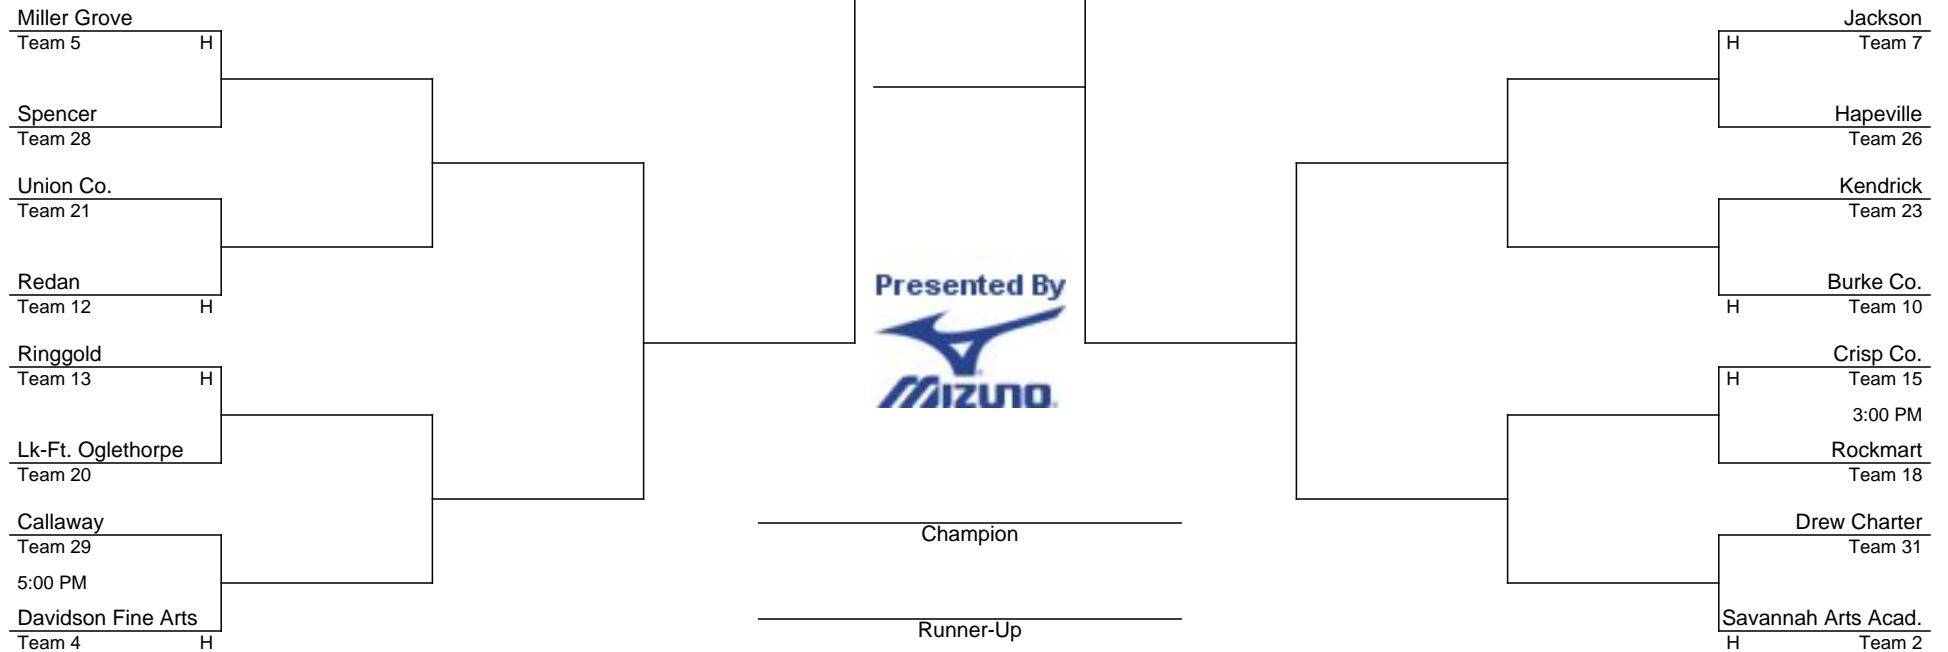 Miller Grove
Team 5 H
Spencer
Team 28
Union Co.
Team 21
Redan
Team 12 H
Ringgold
Team 13 H
Lk-Ft. Oglethorpe
Team 20
Callaway
Team 29
5:00 PM
Davidson Fine Arts
Team 4 H
Presented By
MIZUNO
Champion
Runner-Up
Jackson
H Team 7
Hapeville
Team 26
Kendrick
Team 23
Burke Co.
H Team 10
Crisp Co.
H Team 15
3:00 PM
Rockmart
Team 18
Drew Charter
Team 31
Savannah Arts Acad.
H Team 2